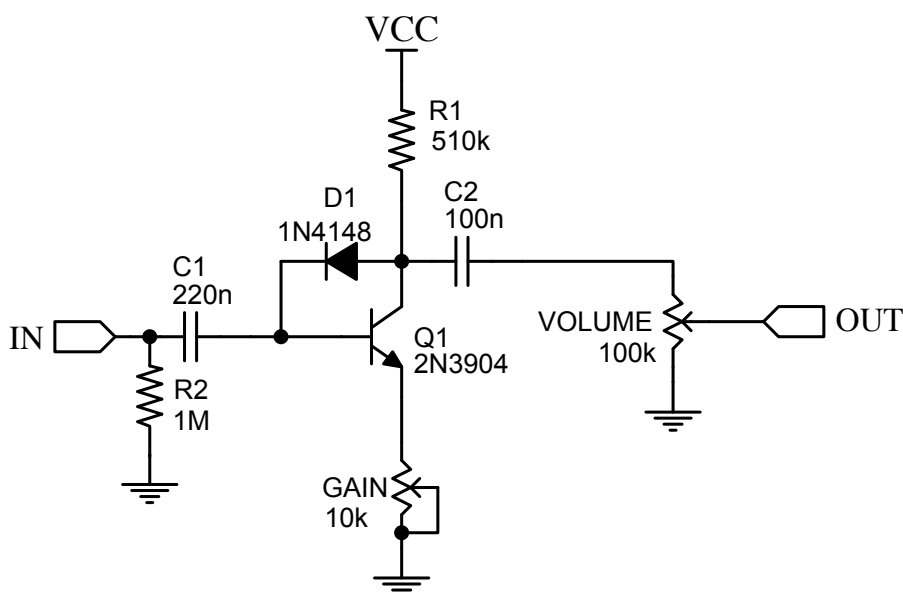 VCC
R1
510k
D1
1N4148
C2
100n
C1
220n
IN
R2
1M
Q1
2N3904
VOLUME
100k
OUT
GAIN
10k